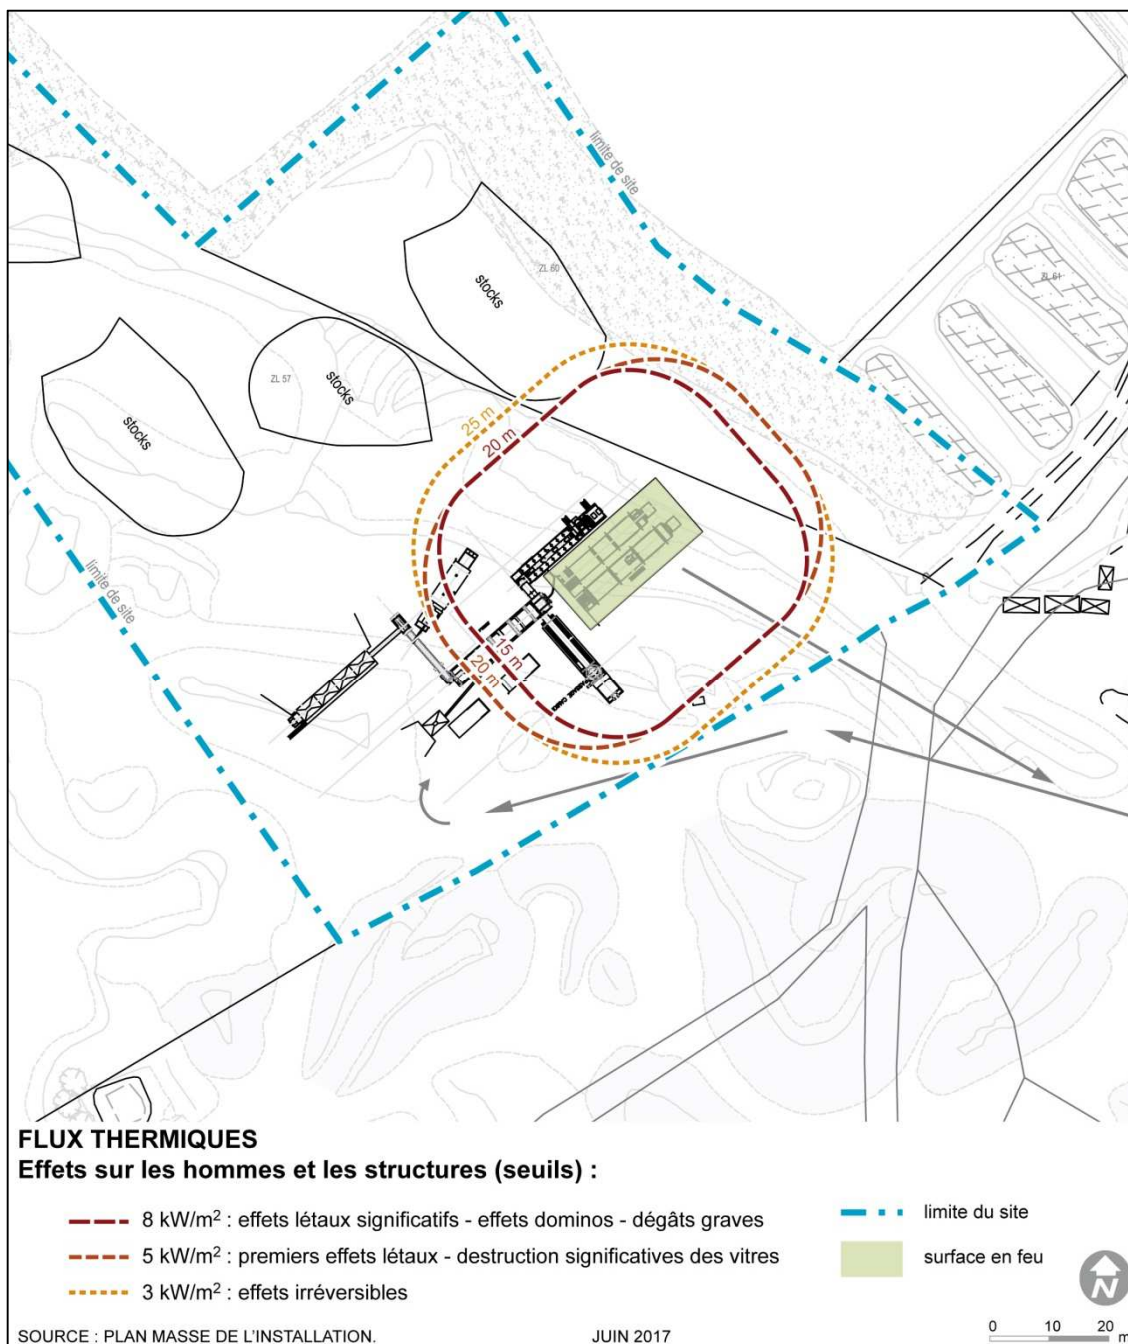 limite de site
ZL 60
stocks
ZL 61
ZL 57
stocks
stocks
25 m
20 m
limite de site
15 m
20 m
FLUX THERMIQUES
Effets sur les hommes et les structures (seuils) :
8 kW/m² : effets létaux significatifs - effets dominos - dégâts graves
limite du site
5 kW/m² : premiers effets létaux - destruction significatives des vitres
surface en feu
3 kW/m² : effets irréversibles
N
SOURCE : PLAN MASSE DE L'INSTALLATION.
JUIN 2017
0 10 20 m